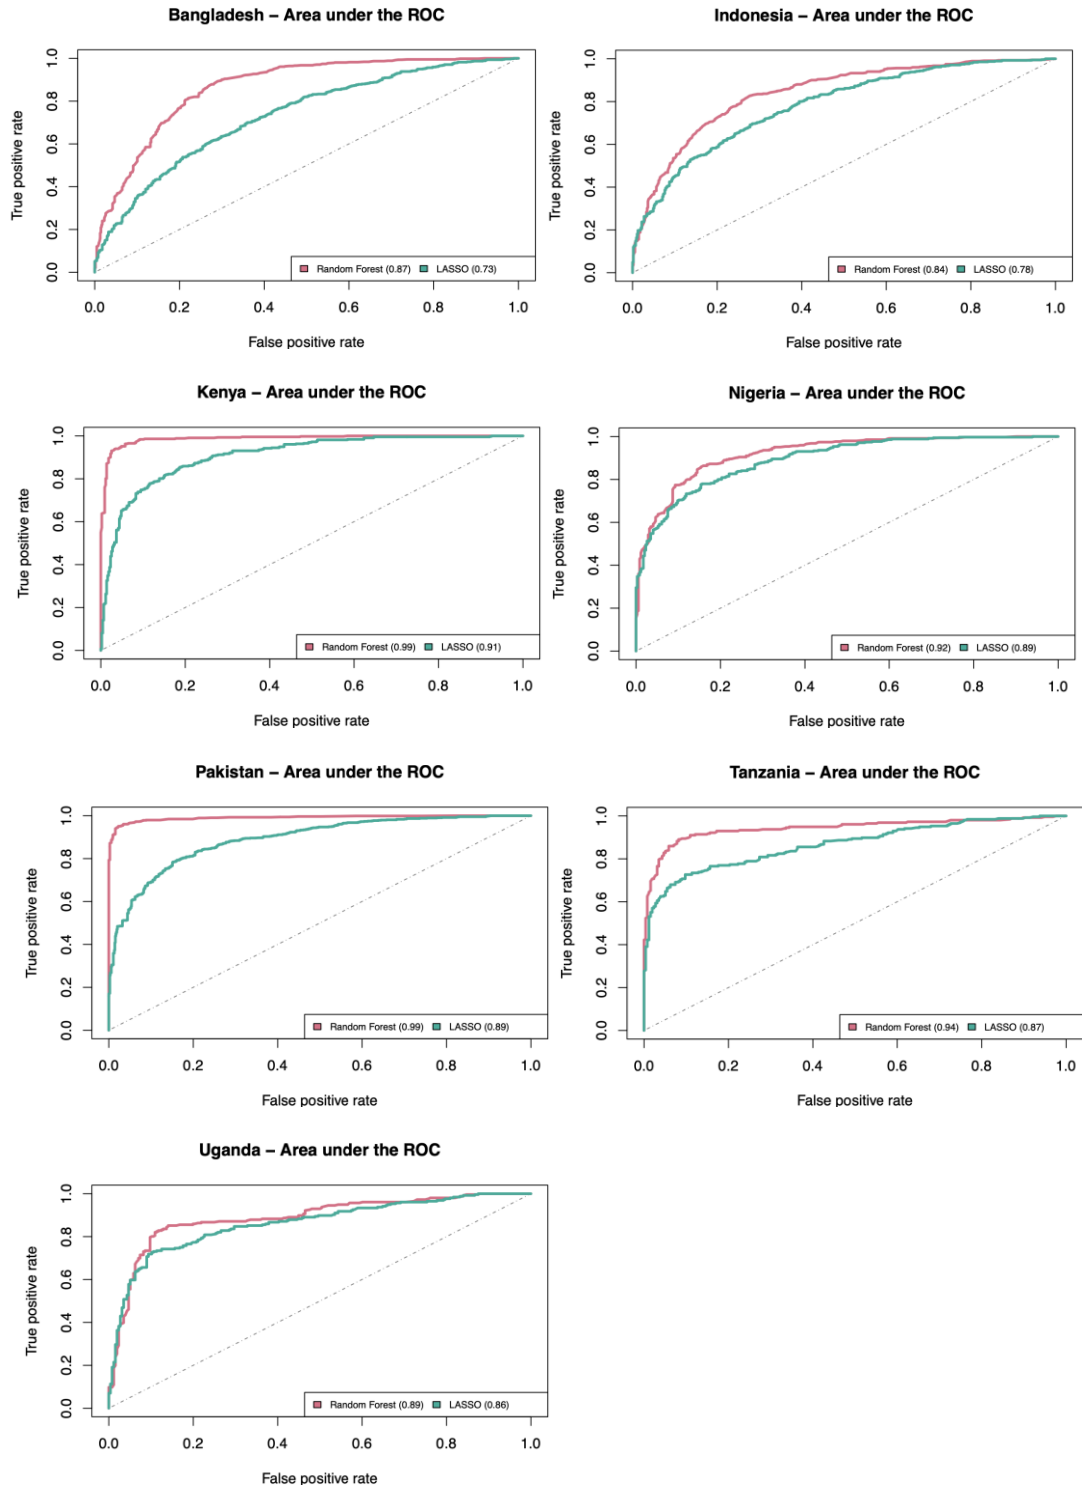 Bangladesh – Area under the ROC
True positive rate
1.0
0.8
0.6
0.4
0.2
0.0
Random Forest (0.87) LASSO (0.73)
0.0 0.2 0.4 0.6 0.8 1.0
False positive rate
Indonesia – Area under the ROC
True positive rate
1.0
0.8
0.6
0.4
0.2
0.0
Random Forest (0.84) LASSO (0.78)
0.0 0.2 0.4 0.6 0.8 1.0
False positive rate
Kenya – Area under the ROC
True positive rate
1.0
0.8
0.6
0.4
0.2
0.0
Random Forest (0.99) LASSO (0.91)
0.0 0.2 0.4 0.6 0.8 1.0
False positive rate
Nigeria – Area under the ROC
True positive rate
1.0
0.8
0.6
0.4
0.2
0.0
Random Forest (0.92) LASSO (0.89)
0.0 0.2 0.4 0.6 0.8 1.0
False positive rate
Pakistan – Area under the ROC
True positive rate
1.0
0.8
0.6
0.4
0.2
0.0
Random Forest (0.99) LASSO (0.89)
0.0 0.2 0.4 0.6 0.8 1.0
False positive rate
Tanzania – Area under the ROC
True positive rate
1.0
0.8
0.6
0.4
0.2
0.0
Random Forest (0.94) LASSO (0.87)
0.0 0.2 0.4 0.6 0.8 1.0
False positive rate
Uganda – Area under the ROC
True positive rate
1.0
0.8
0.6
0.4
0.2
0.0
Random Forest (0.89) LASSO (0.86)
0.0 0.2 0.4 0.6 0.8 1.0
False positive rate